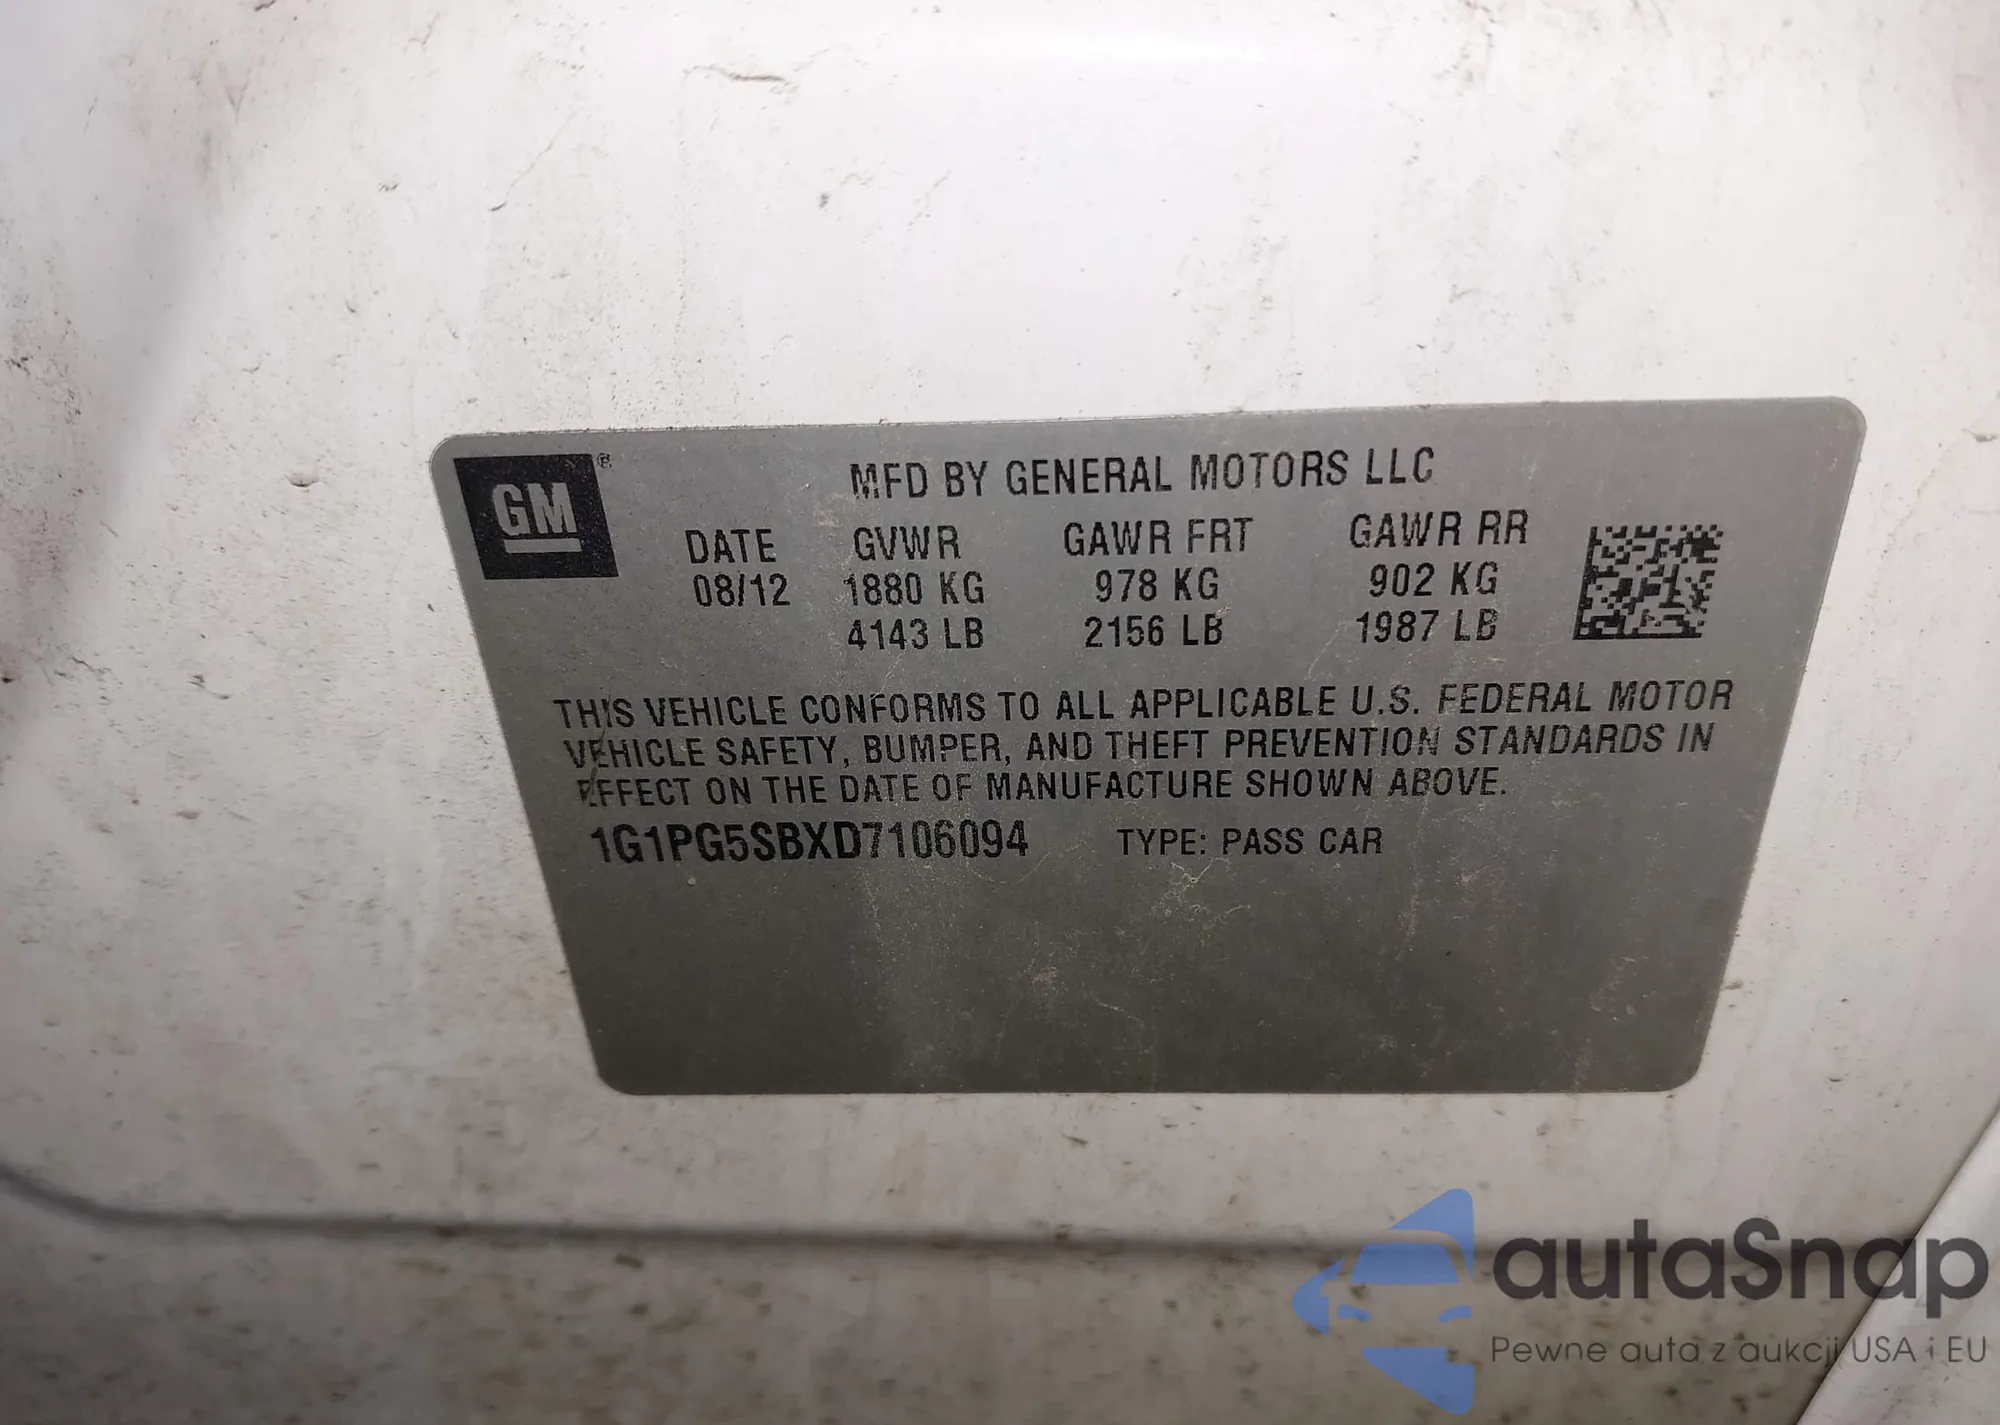 GM®
MFD BY GENERAL MOTORS LLC
DATE GVWR GAWR FRT GAWR RR
08/12 1880 KG 978 KG 902 KG
4143 LB 2156 LB 1987 LB
THIS VEHICLE CONFORMS TO ALL APPLICABLE U.S. FEDERAL MOTOR
VEHICLE SAFETY, BUMPER, AND THEFT PREVENTION STANDARDS IN
EFFECT ON THE DATE OF MANUFACTURE SHOWN ABOVE.
1G1PG5SBXD7106094 TYPE: PASS CAR
autaSnap
Pewne auta z aukcji USA i EU